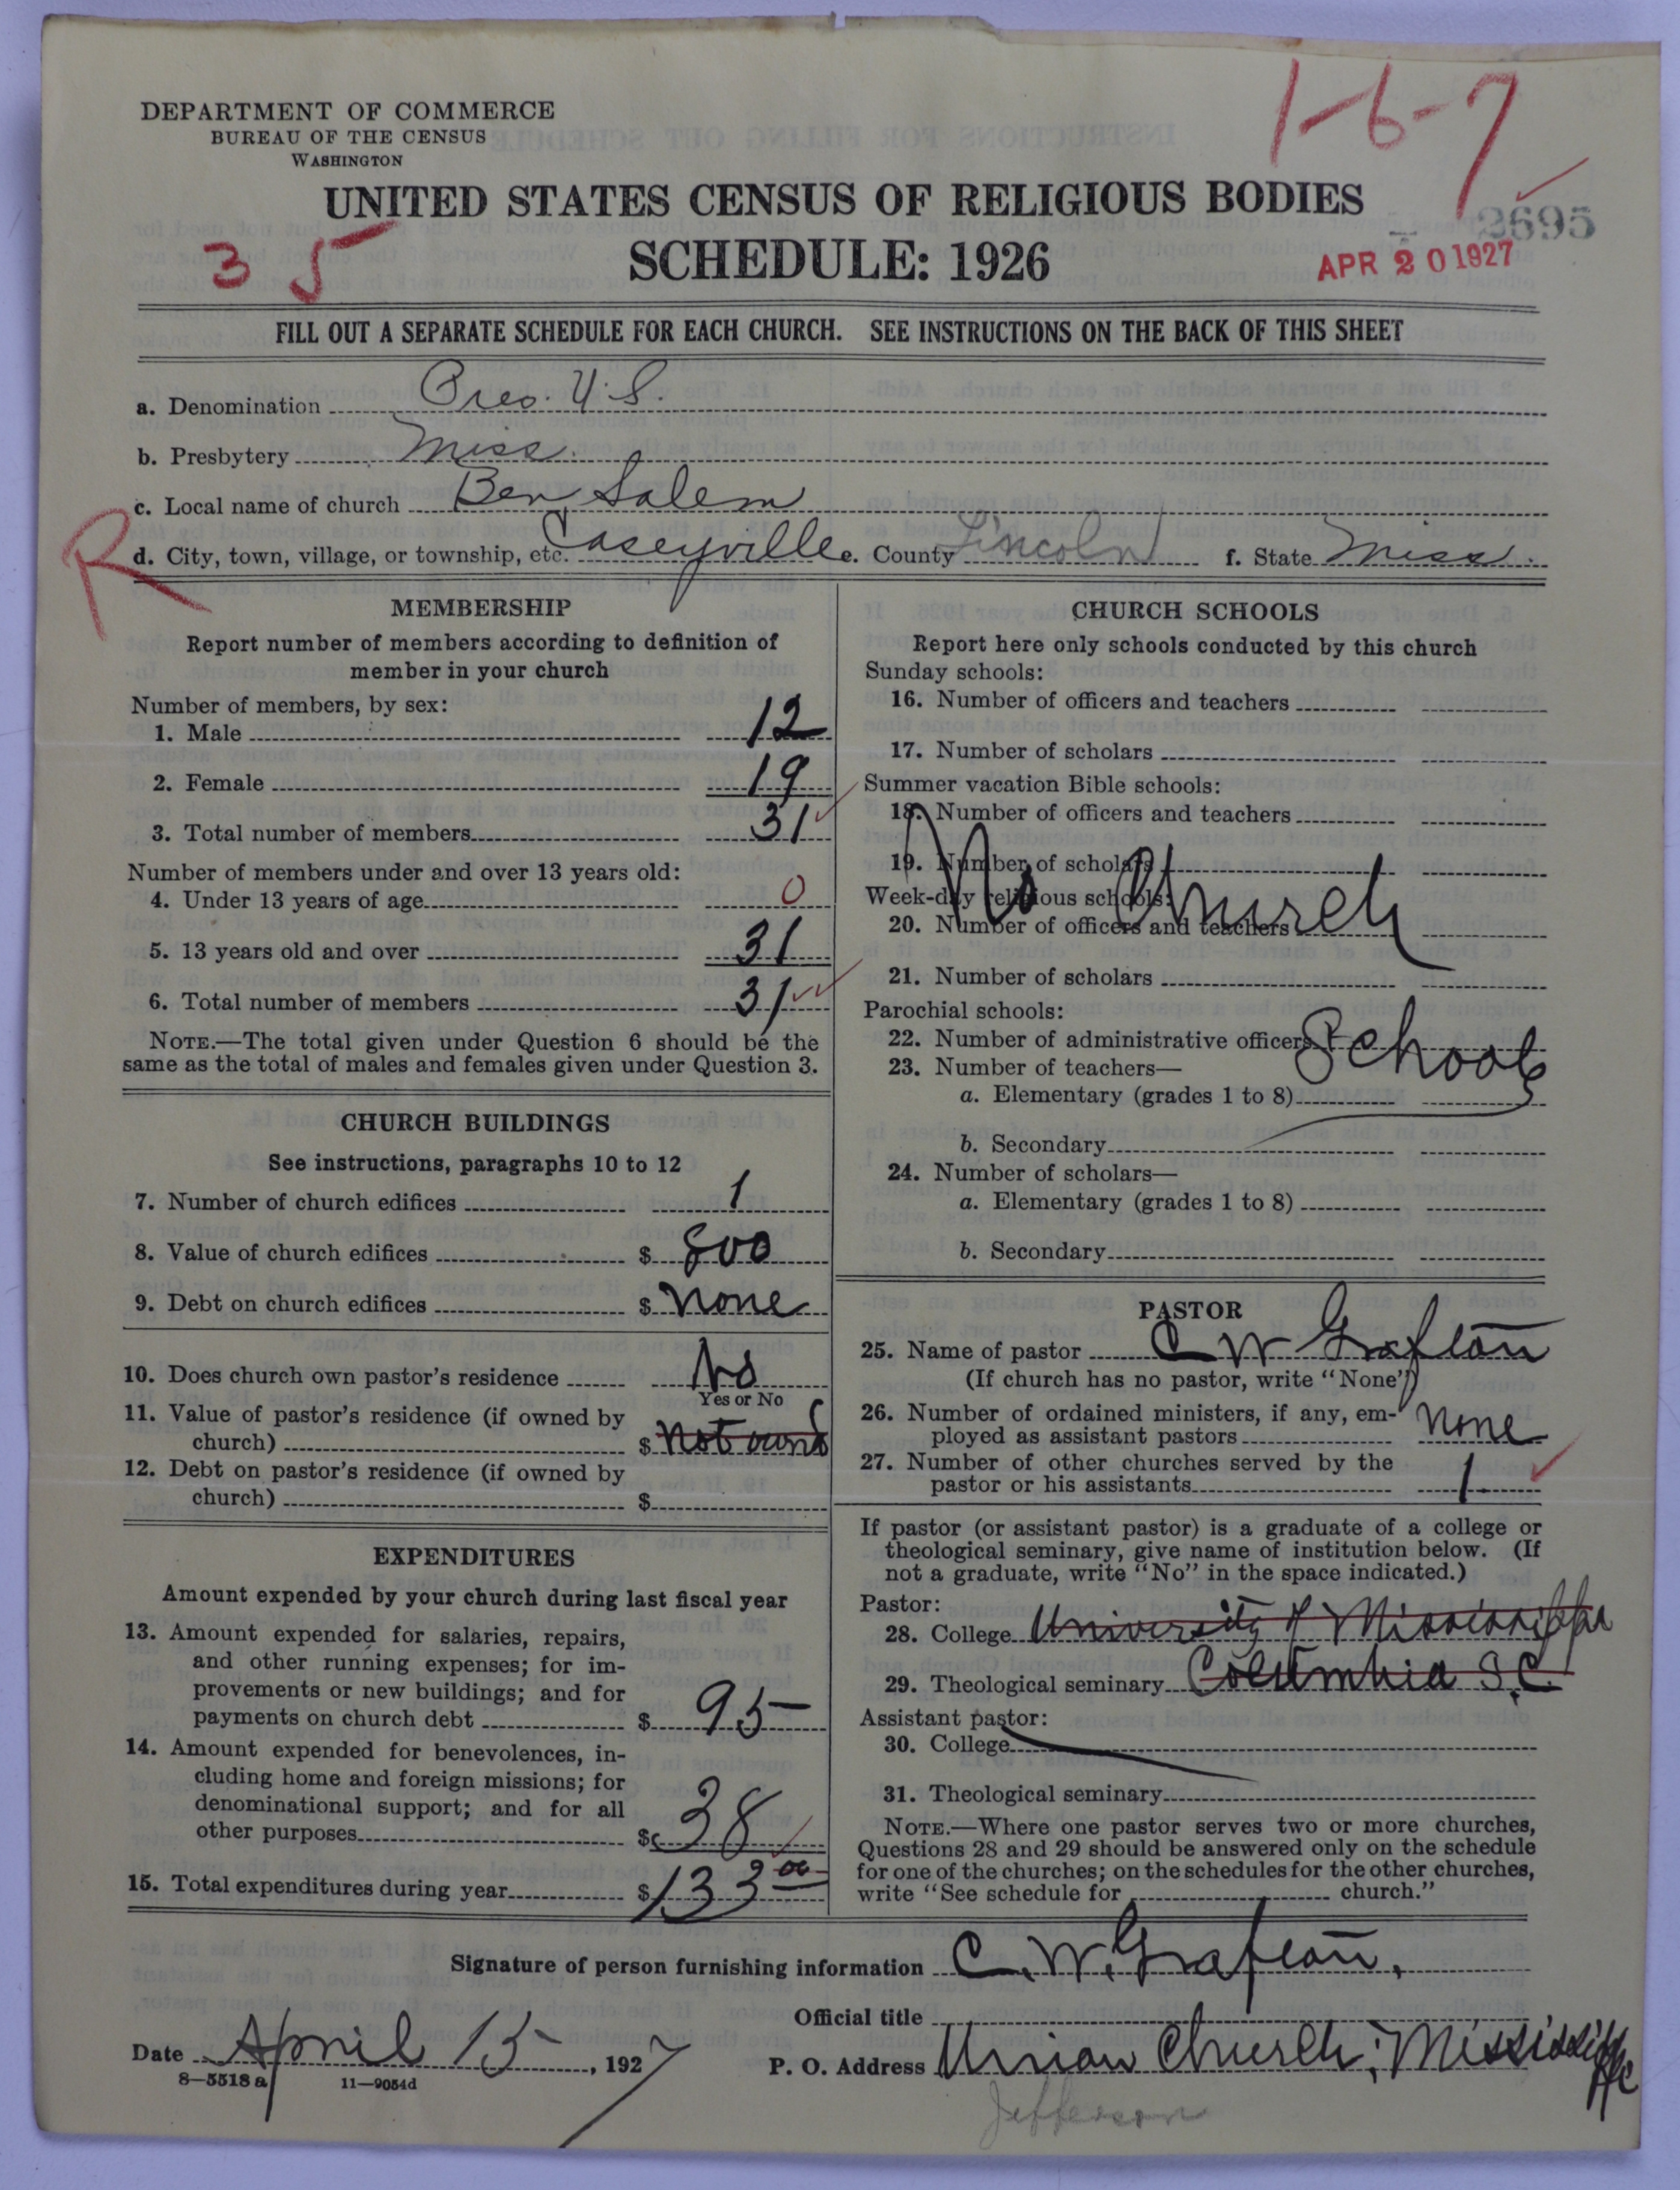 DEPARTMENT OF COMMERCE
BUREAU OF THE CENSUS
WASHINGTON
1-6-7
UNITED STATES CENSUS OF RELIGIOUS BODIES
2695
35
SCHEDULE: 1926
APR 20 1927
FILL OUT A SEPARATE SCHEDULE FOR EACH CHURCH. SEE INSTRUCTIONS ON THE BACK OF THIS SHEET
a. Denomination Pres. U.S.
b. Presbytery Miss.
c. Local name of church Ben Salem
R
d. City, town, village, or township, etc. Caseyville e. County Lincoln f. State Miss.
MEMBERSHIP
Report number of members according to definition of
member in your church
Number of members, by sex:
1. Male 12
2. Female 19
3. Total number of members 31
Number of members under and over 13 years old:
4. Under 13 years of age 0
5. 13 years old and over 31
6. Total number of members 31
NOTE.—The total given under Question 6 should be the
same as the total of males and females given under Question 3.
CHURCH BUILDINGS
See instructions, paragraphs 10 to 12
7. Number of church edifices 1
8. Value of church edifices $ 800
9. Debt on church edifices $ None
10. Does church own pastor's residence No
Yes or No
11. Value of pastor's residence (if owned by
church) $ Not owned
12. Debt on pastor's residence (if owned by
church) $
EXPENDITURES
Amount expended by your church during last fiscal year
13. Amount expended for salaries, repairs,
and other running expenses; for im-
provements or new buildings; and for
payments on church debt $ 95
14. Amount expended for benevolences, in-
cluding home and foreign missions; for
denominational support; and for all
other purposes $ 38
15. Total expenditures during year $ 133 00
CHURCH SCHOOLS
Report here only schools conducted by this church
Sunday schools:
16. Number of officers and teachers
17. Number of scholars
Summer vacation Bible schools:
18. Number of officers and teachers
19. Number of scholars
No Church
Week-day religious schools:
20. Number of officers and teachers
21. Number of scholars
Parochial schools:
22. Number of administrative officers
Schools
23. Number of teachers—
a. Elementary (grades 1 to 8)
b. Secondary
24. Number of scholars—
a. Elementary (grades 1 to 8)
b. Secondary
PASTOR
25. Name of pastor C W Grafton
(If church has no pastor, write "None")
26. Number of ordained ministers, if any, em-
ployed as assistant pastors None
27. Number of other churches served by the
pastor or his assistants 1
If pastor (or assistant pastor) is a graduate of a college or
theological seminary, give name of institution below. (If
not a graduate, write "No" in the space indicated.)
Pastor:
28. College University of Mississippi
29. Theological seminary Columbia S.C.
Assistant pastor:
30. College
31. Theological seminary
NOTE.—Where one pastor serves two or more churches,
Questions 28 and 29 should be answered only on the schedule
for one of the churches; on the schedules for the other churches,
write "See schedule for church."
Signature of person furnishing information C. W. Grafton,
Official title
Date April 15, 1927
P. O. Address Union Church, Mississippi
8—5518 a 11—9054d
Jefferson